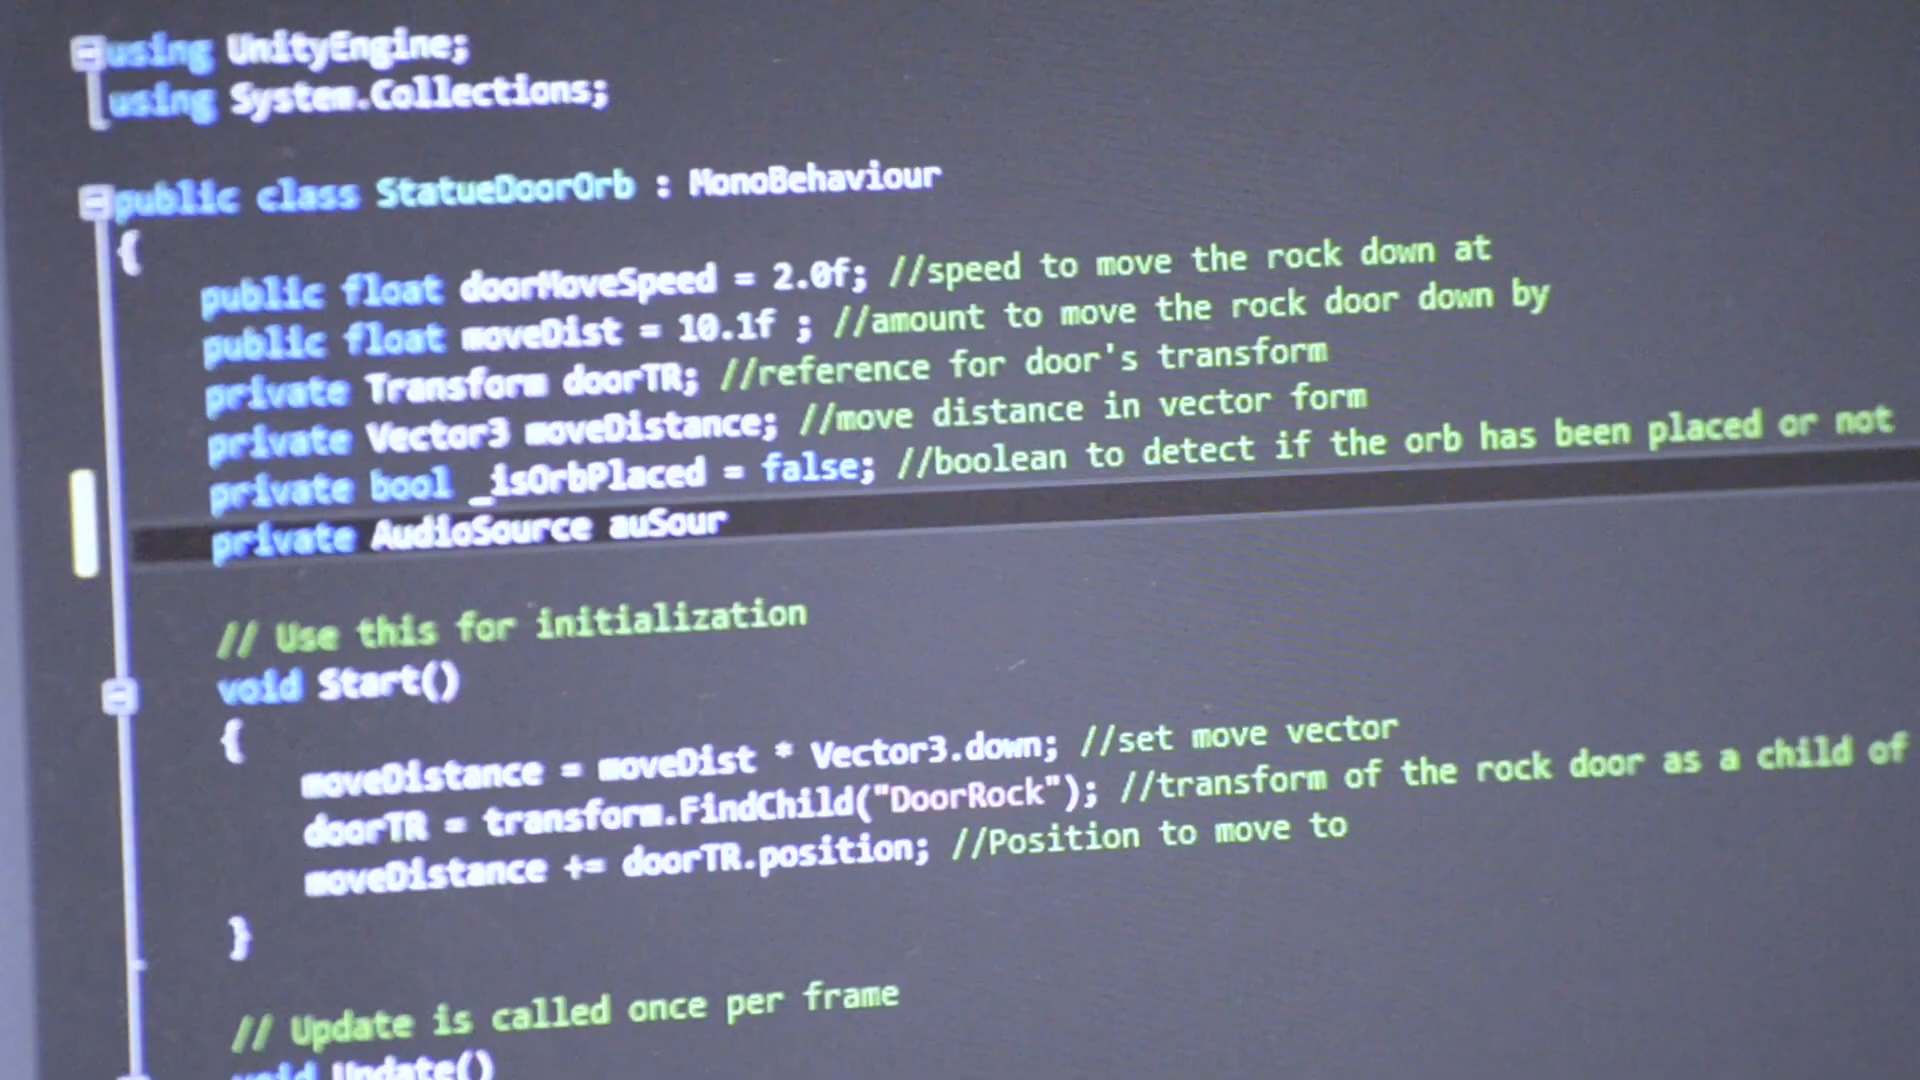 using UnityEngine;
using System.Collections;
public class StatueDoorOrb : MonoBehaviour
{
public float doorMoveSpeed = 2.0f; //speed to move the rock down at
public float moveDist = 10.1f ; //amount to move the rock door down by
private Transform doorTR; //reference for door's transform
private Vector3 moveDistance; //move distance in vector form
private bool _isOrbPlaced = false; //boolean to detect if the orb has been placed or not
private AudioSource auSour
// Use this for initialization
void Start()
{
moveDistance = moveDist * Vector3.down; //set move vector
doorTR = transform.FindChild("DoorRock"); //transform of the rock door as a child of
moveDistance += doorTR.position; //Position to move to
}
// Update is called once per frame
void Update()